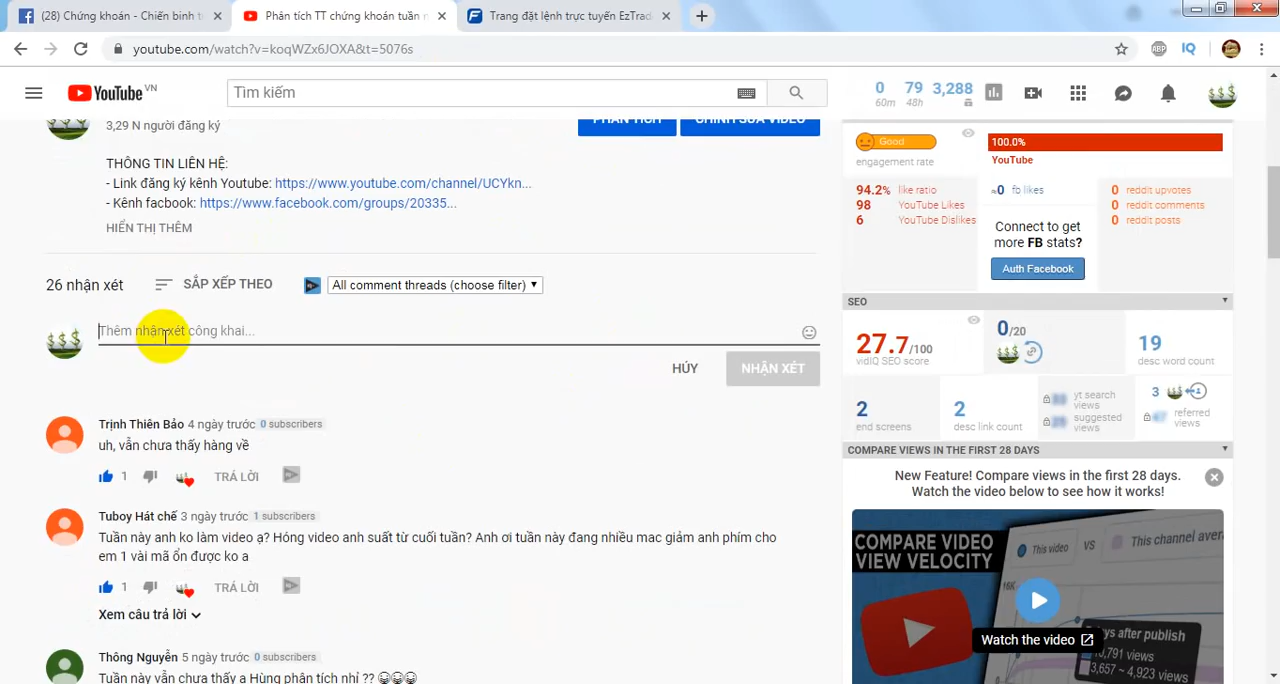 (28) Chứng khoán - Chiến binh t
Phân tích TT chứng khoán tuần n
Trang đặt lệnh trực tuyến EzTrad
youtube.com/watch?v=koqWZx6JOXA&t=5076s
ABP
IQ
YouTube VN
Tìm kiếm
0 79 3,288
60m 48h
3,29 N người đăng ký
PHÂN TÍCH
CHỈNH SỬA VIDEO
THÔNG TIN LIÊN HỆ:
- Link đăng ký kênh Youtube: https://www.youtube.com/channel/UCYkn...
- Kênh facbook: https://www.facebook.com/groups/20335...
HIỂN THỊ THÊM
26 nhận xét
SẮP XẾP THEO
All comment threads (choose filter)
Thêm nhận xét công khai...
HỦY
NHẬN XÉT
Trịnh Thiên Bảo 4 ngày trước 0 subscribers
uh, vẫn chưa thấy hàng về
1
TRẢ LỜI
Tuboy Hát chế 3 ngày trước 1 subscribers
Tuần này anh ko làm video ạ? Hóng video anh suất từ cuối tuần? Anh ơi tuần này đang nhiều mac giảm anh phím cho
em 1 vài mã ổn được ko a
1
TRẢ LỜI
Xem câu trả lời
Thông Nguyễn 5 ngày trước 0 subscribers
Tuần này vẫn chưa thấy a Hùng phân tích nhỉ ??
Good
engagement rate
100.0%
YouTube
94.2% like ratio
98 YouTube Likes
6 YouTube Dislikes
≈0 fb likes
Connect to get
more FB stats?
Auth Facebook
0 reddit upvotes
0 reddit comments
0 reddit posts
SEO
27.7/100
vidIQ SEO score
0/20
19
desc word count
2
end screens
2
desc link count
yt search
views
suggested
views
3
referred
views
COMPARE VIEWS IN THE FIRST 28 DAYS
New Feature! Compare views in the first 28 days.
Watch the video below to see how it works!
COMPARE VIDEO
VIEW VELOCITY
This video
VS
This channel avera
16K
Watch the video
days after publish
10,791 views
3,657 ~ 4,923 views